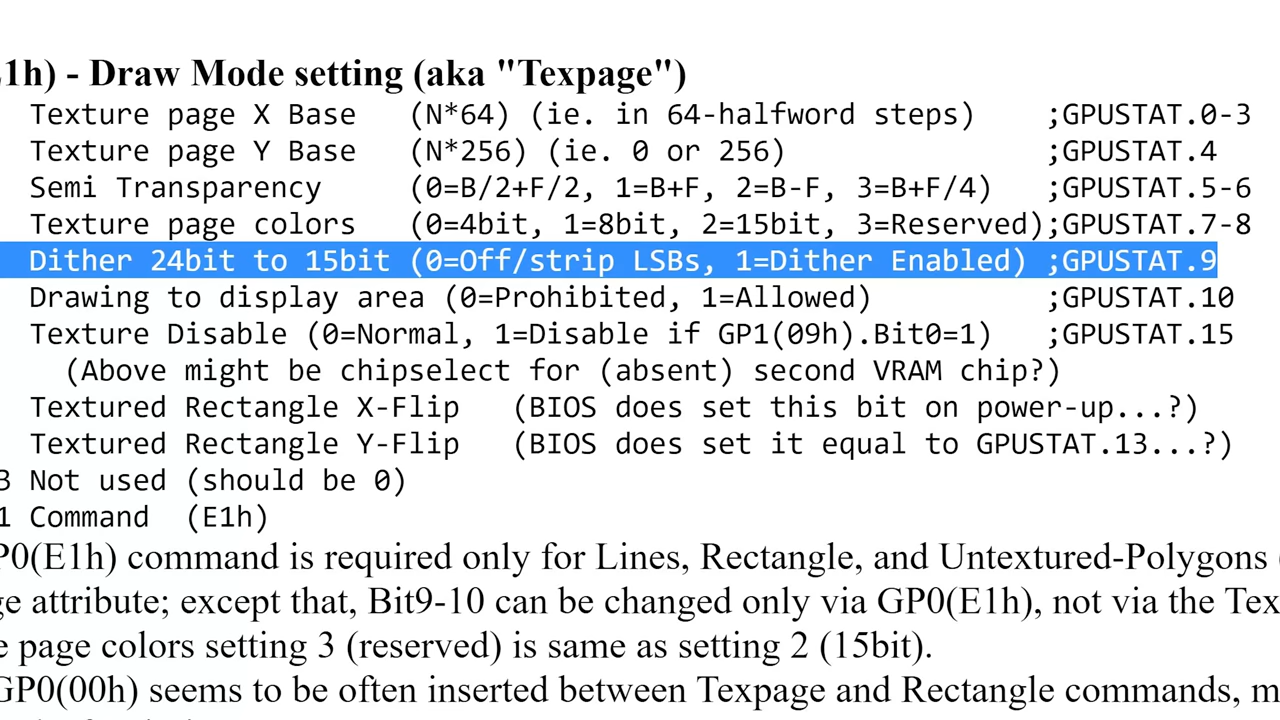 1h) - Draw Mode setting (aka "Texpage")
Texture page X Base (N*64) (ie. in 64-halfword steps) ;GPUSTAT.0-3
Texture page Y Base (N*256) (ie. 0 or 256) ;GPUSTAT.4
Semi Transparency (0=B/2+F/2, 1=B+F, 2=B-F, 3=B+F/4) ;GPUSTAT.5-6
Texture page colors (0=4bit, 1=8bit, 2=15bit, 3=Reserved);GPUSTAT.7-8
Dither 24bit to 15bit (0=Off/strip LSBs, 1=Dither Enabled) ;GPUSTAT.9
Drawing to display area (0=Prohibited, 1=Allowed) ;GPUSTAT.10
Texture Disable (0=Normal, 1=Disable if GP1(09h).Bit0=1) ;GPUSTAT.15
(Above might be chipselect for (absent) second VRAM chip?)
Textured Rectangle X-Flip (BIOS does set this bit on power-up...?)
Textured Rectangle Y-Flip (BIOS does set it equal to GPUSTAT.13...?)
3 Not used (should be 0)
1 Command (E1h)
P0(E1h) command is required only for Lines, Rectangle, and Untextured-Polygons (
ge attribute; except that, Bit9-10 can be changed only via GP0(E1h), not via the Tex
e page colors setting 3 (reserved) is same as setting 2 (15bit).
GP0(00h) seems to be often inserted between Texpage and Rectangle commands, m